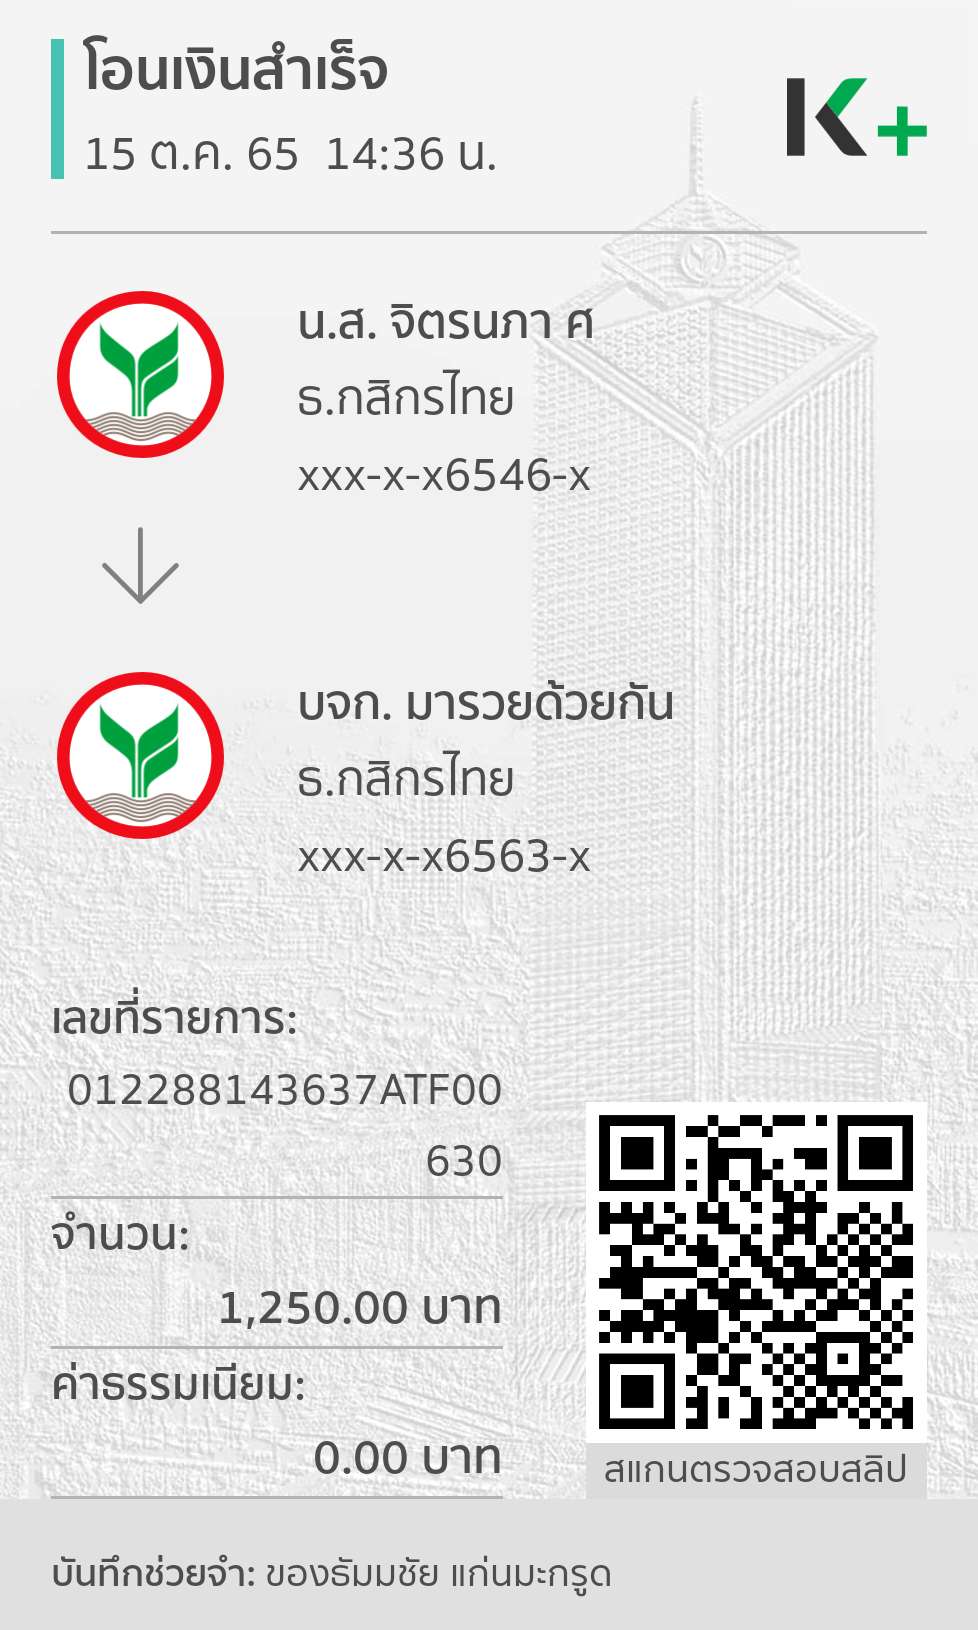 โอนเงินสำเร็จ
15 ต.ค. 65 14:36 น.
K+
น.ส. จิตรนภา ศ
ธ.กสิกรไทย
xxx-x-x6546-x
บจก. มารวยด้วยกัน
ธ.กสิกรไทย
xxx-x-x6563-x
เลขที่รายการ:
012288143637ATF00
630
จำนวน:
1,250.00 บาท
ค่าธรรมเนียม:
0.00 บาท
สแกนตรวจสอบสลิป
บันทึกช่วยจำ: ของธัมมชัย แก่นมะกรูด